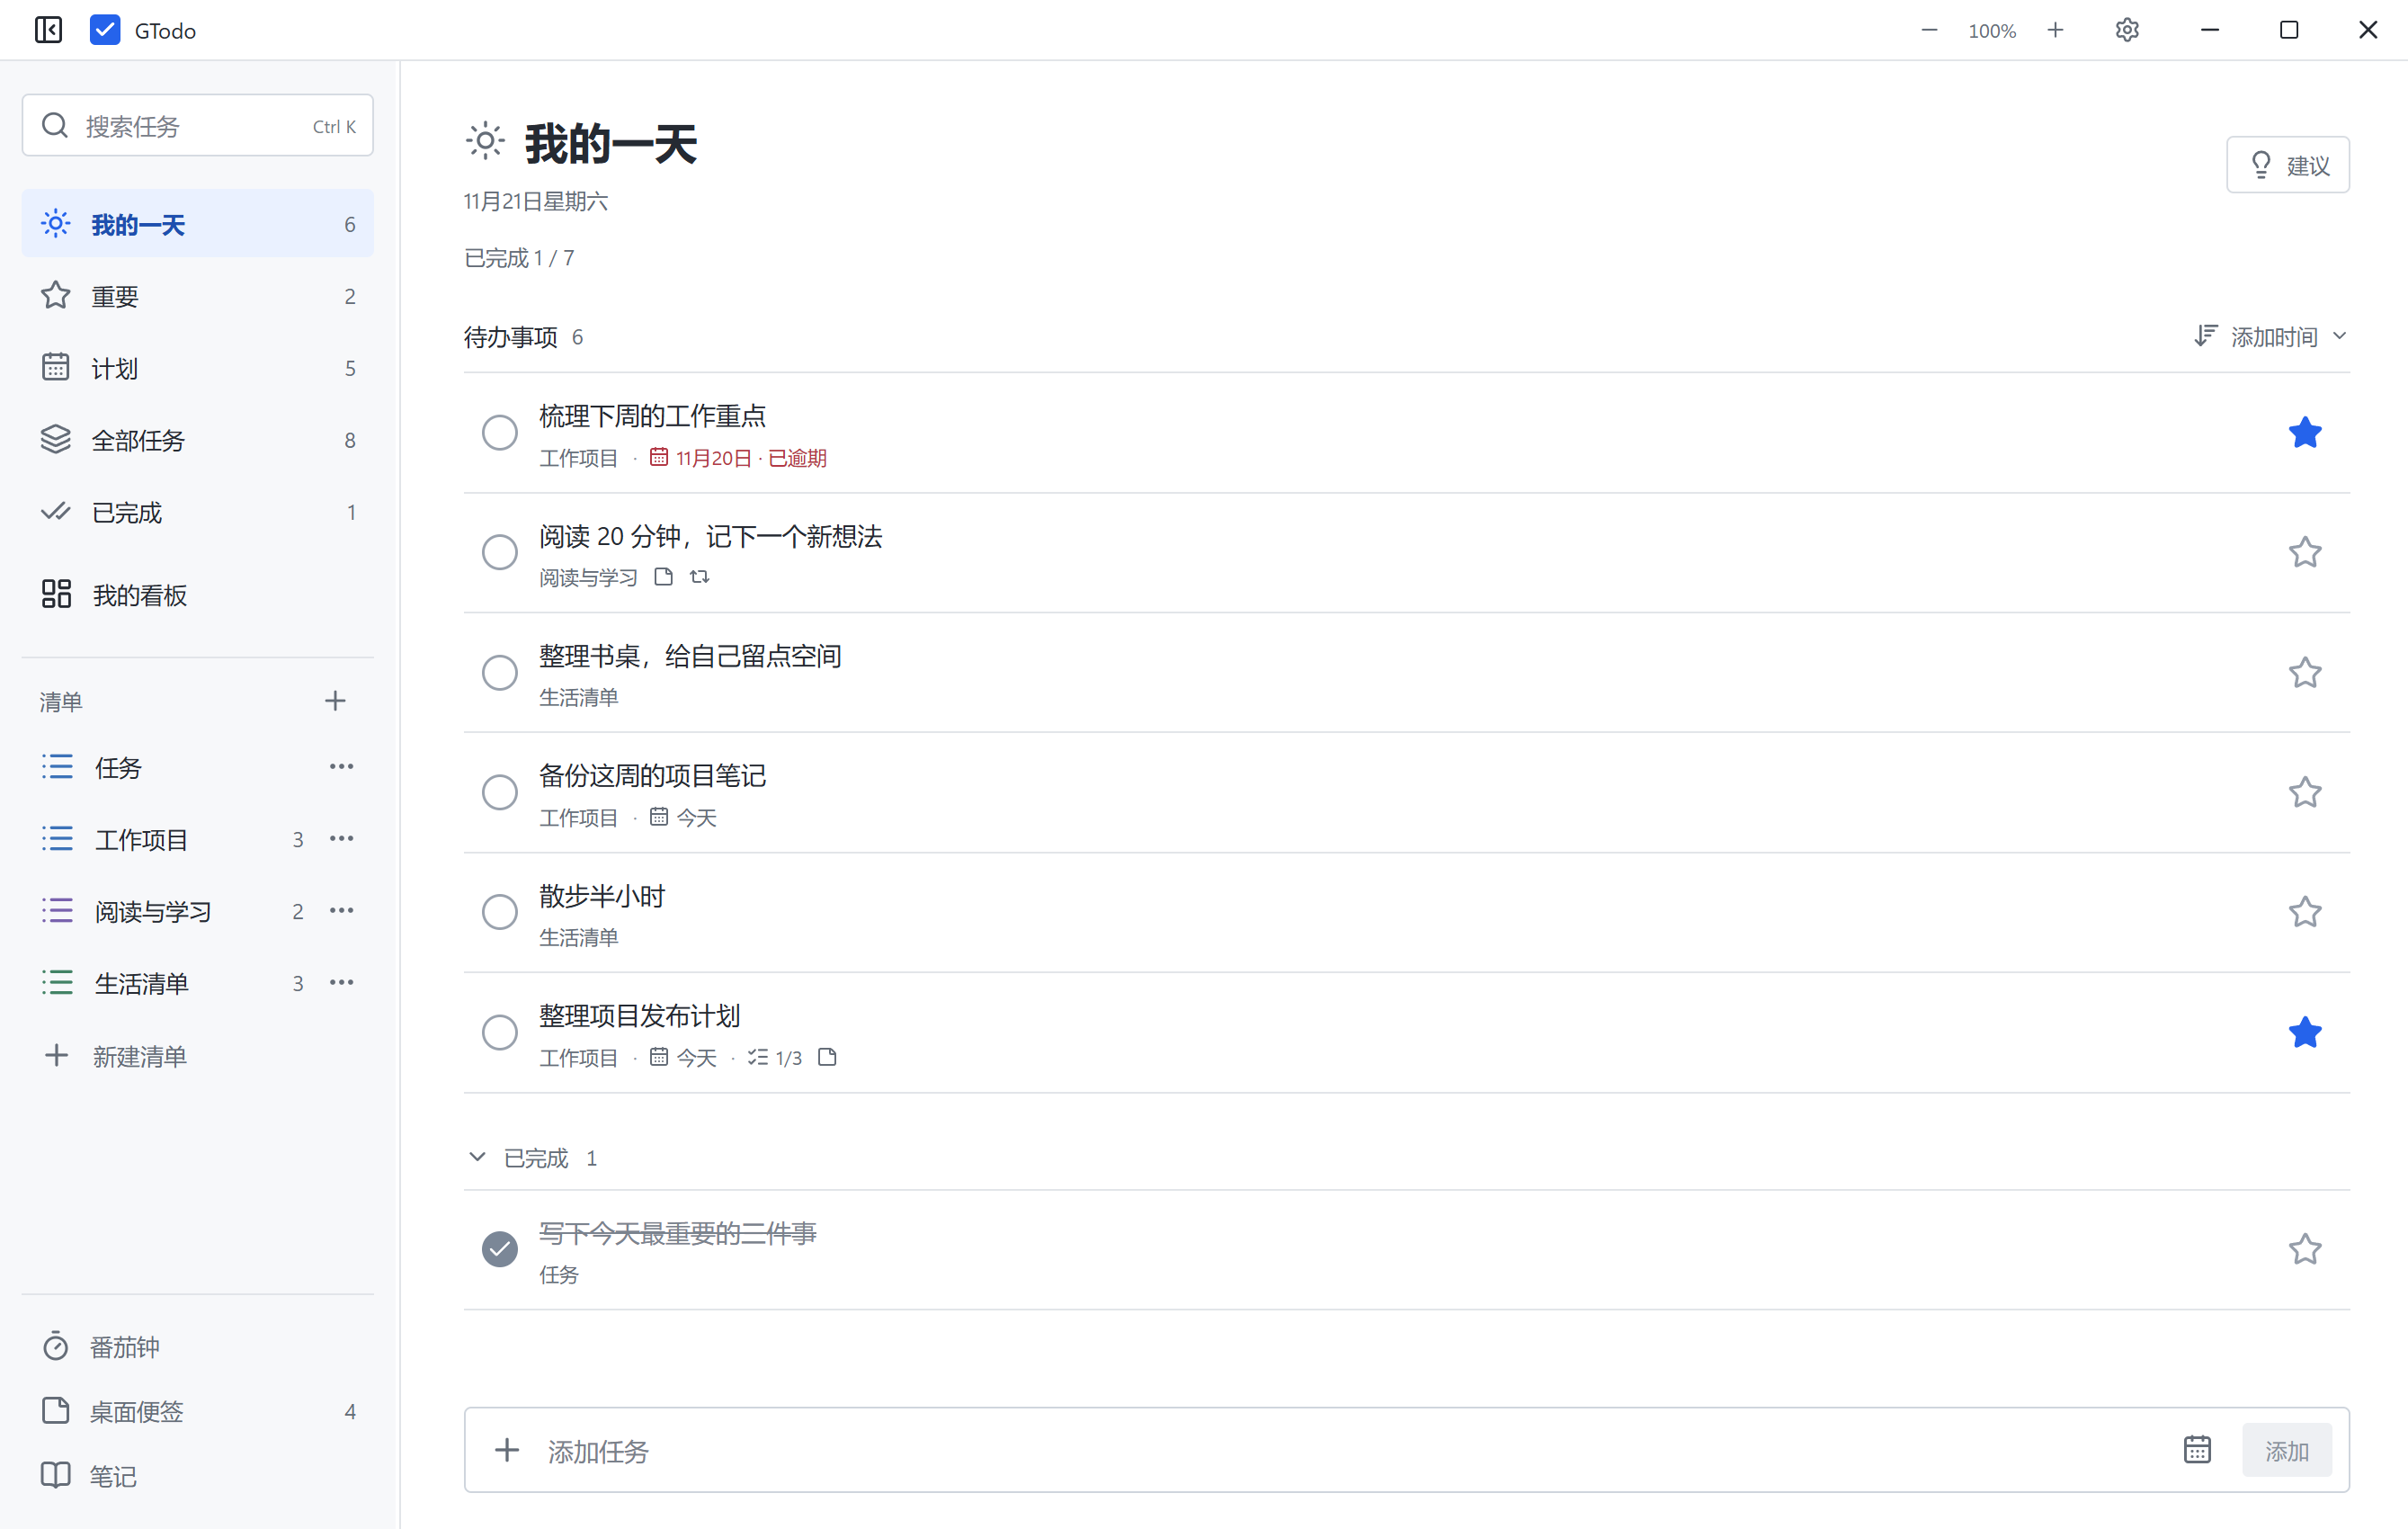 GTodo
100%
搜索任务 Ctrl K
我的一天 6
重要 2
计划 5
全部任务 8
已完成 1
我的看板
清单
任务
工作项目 3
阅读与学习 2
生活清单 3
新建清单
番茄钟
桌面便签 4
笔记
我的一天
建议
11月21日星期六
已完成 1 / 7
待办事项 6
添加时间
梳理下周的工作重点
工作项目 · 11月20日 · 已逾期
阅读 20 分钟，记下一个新想法
阅读与学习
整理书桌，给自己留点空间
生活清单
备份这周的项目笔记
工作项目 · 今天
散步半小时
生活清单
整理项目发布计划
工作项目 · 今天 · 1/3
已完成 1
写下今天最重要的三件事
任务
添加任务
添加